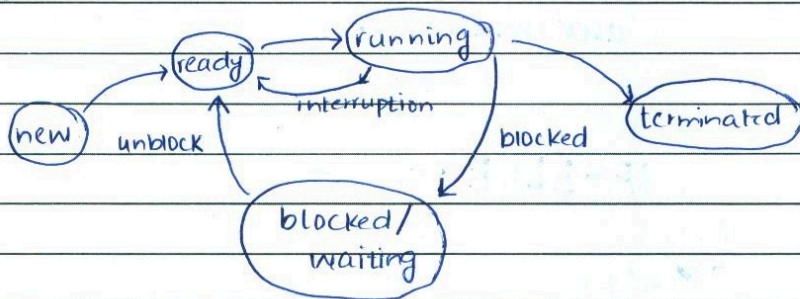 running
ready
interruption
terminated
new
unblock
blocked
blocked/
waiting